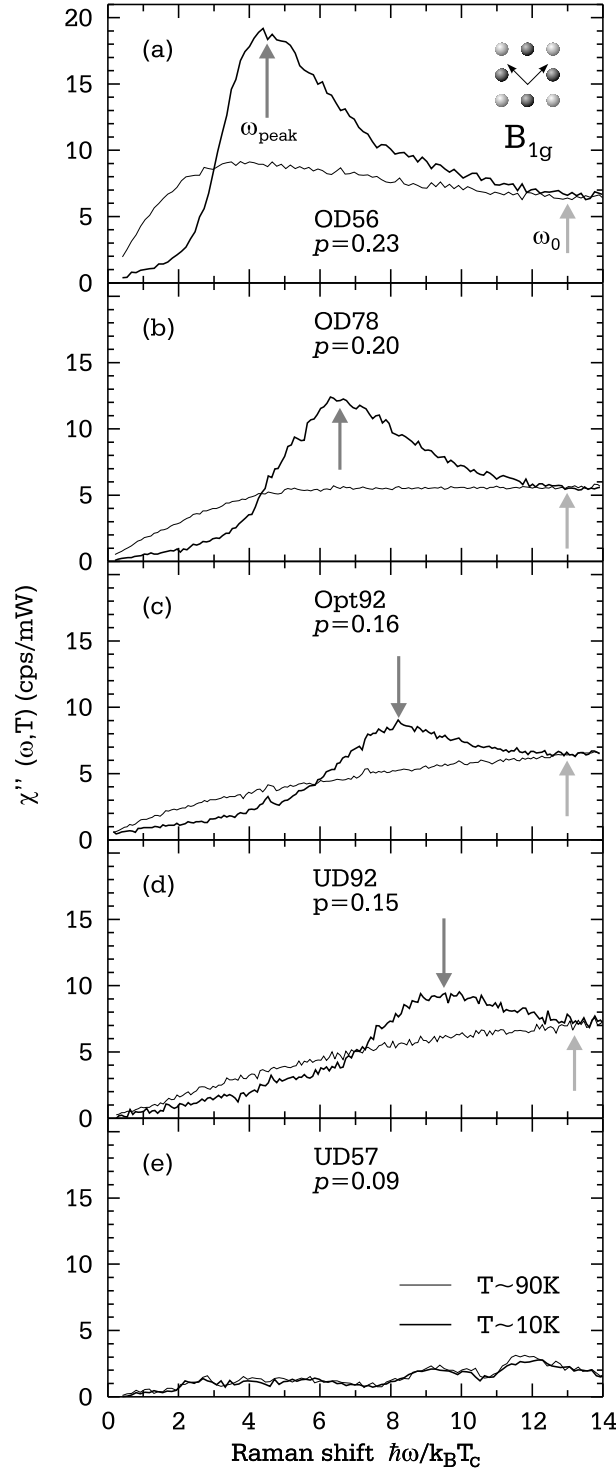 20
(a)
15
ωpeak
B1g
10
5
OD56
p=0.23
ω0
0
(b)
OD78
p=0.20
15
10
5
0
(c)
Opt92
p=0.16
15
10
5
0
χ'' (ω,T) (cps/mW)
(d)
UD92
p=0.15
15
10
5
0
(e)
UD57
p=0.09
15
10
T~90K
T~10K
5
0
0 2 4 6 8 10 12 14
Raman shift ħω/kBTc